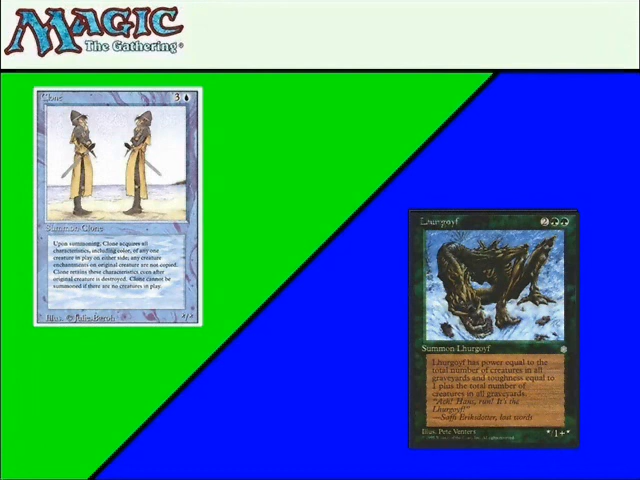 MAGIC
The Gathering®
Clone 3
Summon Clone
Upon summoning, Clone acquires all
characteristics, including color, of any one
creature in play on either side; any creature
enchantments on original creature are not copied.
Clone retains these characteristics even after
original creature is destroyed. Clone cannot be
summoned if there are no creatures in play.
Illus. © Julie Baroh */*
Lhurgoyf 2
Summon Lhurgoyf
Lhurgoyf has power equal to the
total number of creatures in all
graveyards and toughness equal to
1 plus the total number of
creatures in all graveyards.
"Ach! Hans, run! It's the
Lhurgoyf!"
—Saffi Eriksdotter, last words
Illus. Pete Venters
*/1+*